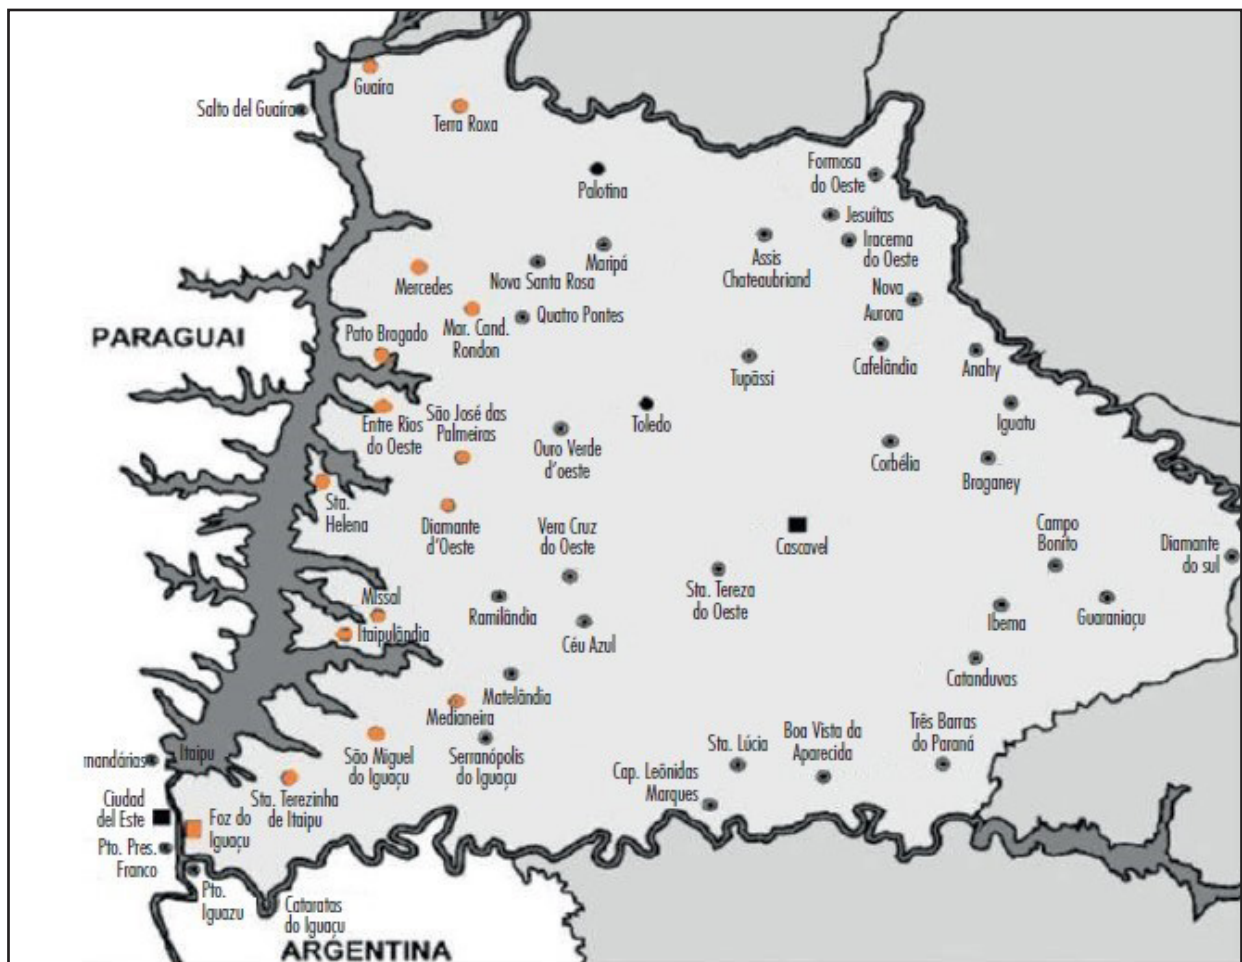 Guaíra
Salto del Guaíra
Terra Roxa
Formosa
do Oeste
Palotina
Jesuítas
Iracema
do Oeste
Maripá
Assis
Chateaubriand
Mercedes
Nova Santa Rosa
Nova
Aurora
Quatro Pontes
Mar. Cand.
Rondon
PARAGUAI
Pato Bragado
Cafelândia
Anahy
Tupãssi
Entre Rios
do Oeste
São José das
Palmeiras
Toledo
Iguatu
Ouro Verde
d'oeste
Corbélia
Braganey
Sta.
Helena
Diamante
d'Oeste
Vera Cruz
do Oeste
Cascavel
Campo
Bonito
Diamante
do sul
Sta. Tereza
do Oeste
Missal
Itaipulândia
Ramilândia
Céu Azul
Ibema
Guaraniaçu
Catanduvas
Matelândia
Medianeira
Três Barras
do Paraná
Boa Vista da
Aparecida
Sta. Lúcia
São Miguel
do Iguaçu
Serranópolis
do Iguaçu
Itaipu
rnandárias
Cap. Leônidas
Marques
Sta. Terezinha
de Itaipu
Ciudad
del Este
Foz do
Iguaçu
Pto. Pres.
Franco
Pto.
Iguazu
Cataratas
do Iguaçu
ARGENTINA